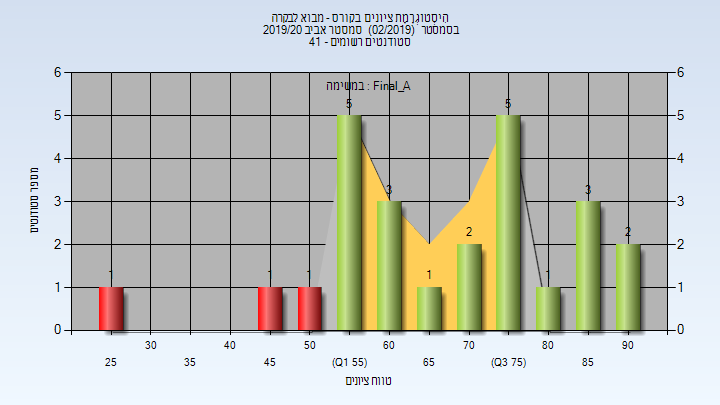 היסטוגרמת ציונים בקורס - מבוא לבקרה
בסמסטר (02/2019) סמסטר אביב 2019/20
סטודנטים רשומים - 41
במשימה : Final_A
מספר סטודנטים
6 6
5 5
4 4
3 3
2 2
1 1
0 0
1 1 1 5 3 1 2 5 1 3 2
30 40 50 60 70 80 90
25 35 45 (Q1 55) 65 (Q3 75) 85
טווח ציונים